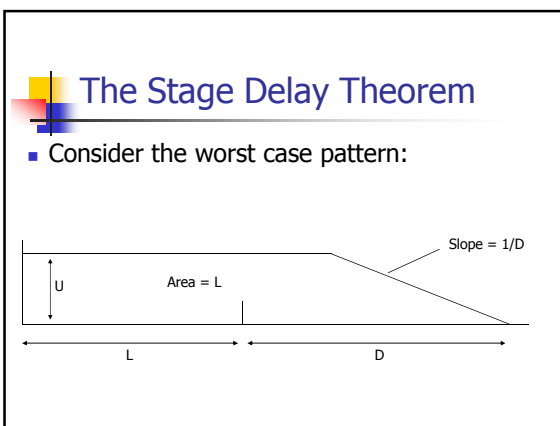 The Stage Delay Theorem
Consider the worst case pattern:
Slope = 1/D
U
Area = L
L
D